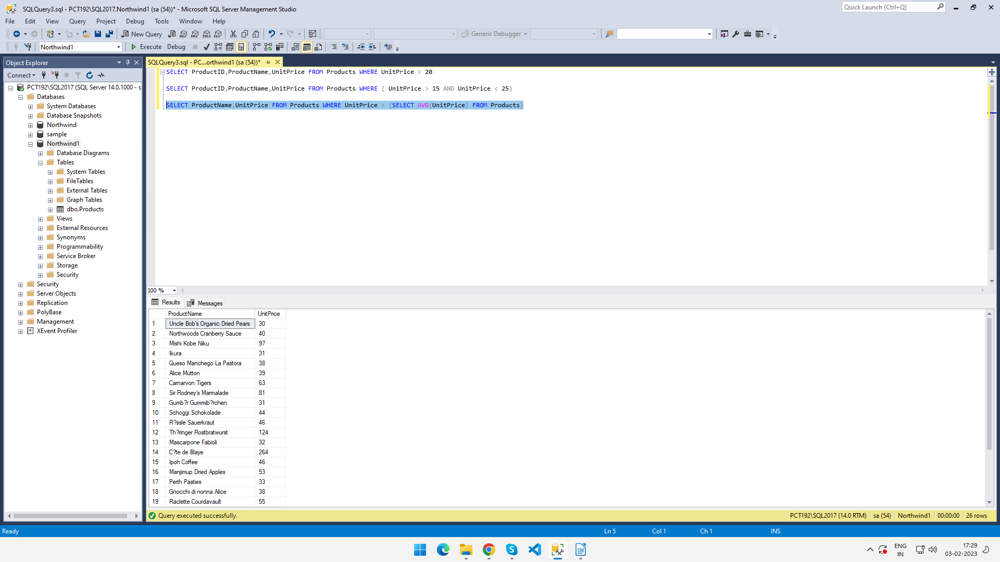 SQLQuery3.sql - PCT192\SQL2017.Northwind1 (sa (54))* - Microsoft SQL Server Management Studio
Quick Launch (Ctrl+Q)
File Edit View Query Project Debug Tools Window Help
New Query
MDX DMX XMLA DAX
Generic Debugger
Northwind1
Execute Debug
Object Explorer
Connect
PCT192\SQL2017 (SQL Server 14.0.1000 - s
Databases
System Databases
Database Snapshots
Northwind
sample
Northwind1
Database Diagrams
Tables
System Tables
FileTables
External Tables
Graph Tables
dbo.Products
Views
External Resources
Synonyms
Programmability
Service Broker
Storage
Security
Security
Server Objects
Replication
PolyBase
Management
XEvent Profiler
SQLQuery3.sql - PC...orthwind1 (sa (54))*
SELECT ProductID,ProductName,UnitPrice FROM Products WHERE UnitPrice < 20
SELECT ProductID,ProductName,UnitPrice FROM Products WHERE ( UnitPrice > 15 AND UnitPrice < 25)
SELECT ProductName,UnitPrice FROM Products WHERE UnitPrice > (SELECT AVG(UnitPrice) FROM Products)
100 %
Results Messages
ProductName UnitPrice
1 Uncle Bob's Organic Dried Pears 30
2 Northwoods Cranberry Sauce 40
3 Mishi Kobe Niku 97
4 Ikura 31
5 Queso Manchego La Pastora 38
6 Alice Mutton 39
7 Carnarvon Tigers 63
8 Sir Rodney's Marmalade 81
9 Gumb?r Gummib?rchen 31
10 Schoggi Schokolade 44
11 R?ssle Sauerkraut 46
12 Th?ringer Rostbratwurst 124
13 Mascarpone Fabioli 32
14 C?te de Blaye 264
15 Ipoh Coffee 46
16 Manjimup Dried Apples 53
17 Perth Pasties 33
18 Gnocchi di nonna Alice 38
19 Raclette Courdavault 55
Query executed successfully.
PCT192\SQL2017 (14.0 RTM) sa (54) Northwind1 00:00:00 26 rows
Ready
Ln 5 Col 1 Ch 1 INS
ENG
IN
17:29
03-02-2023